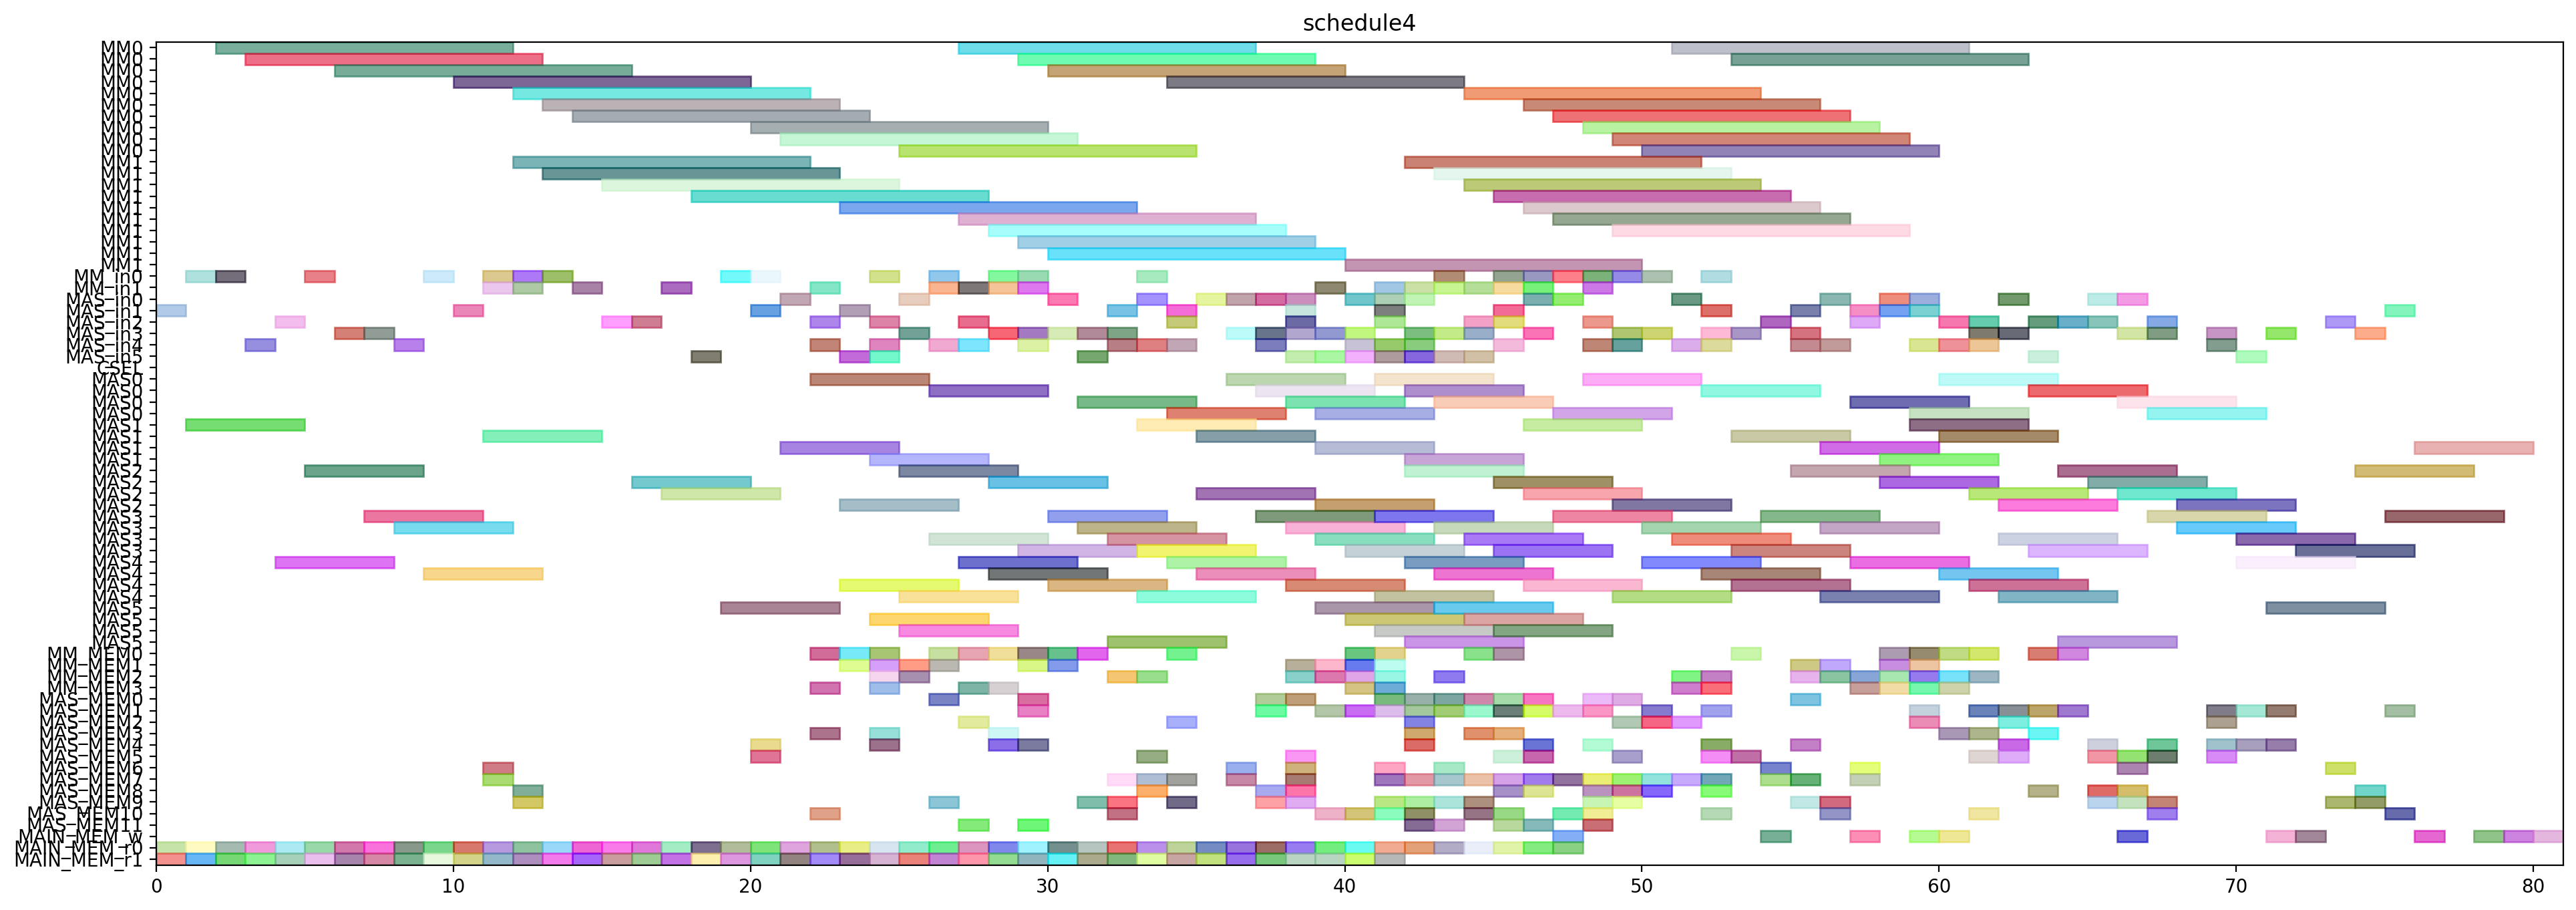 schedule4
MM0
MM0
MM0
MM0
MM0
MM0
MM0
MM0
MM0
MM0
MM1
MM1
MM1
MM1
MM1
MM1
MM1
MM1
MM1
MM1
MM_in0
MM_in1
MAS_in0
MAS_in1
MAS_in2
MAS_in3
MAS_in4
MAS_in5
CSEL
MAS0
MAS0
MAS0
MAS0
MAS1
MAS1
MAS1
MAS1
MAS2
MAS2
MAS2
MAS2
MAS3
MAS3
MAS3
MAS3
MAS4
MAS4
MAS4
MAS4
MAS5
MAS5
MAS5
MAS5
MM_MEM0
MM_MEM1
MM_MEM2
MM_MEM3
MAS_MEM0
MAS_MEM1
MAS_MEM2
MAS_MEM3
MAS_MEM4
MAS_MEM5
MAS_MEM6
MAS_MEM7
MAS_MEM8
MAS_MEM9
MAS_MEM10
MAS_MEM11
MAIN_MEM_w
MAIN_MEM_r0
MAIN_MEM_r1
0 10 20 30 40 50 60 70 80